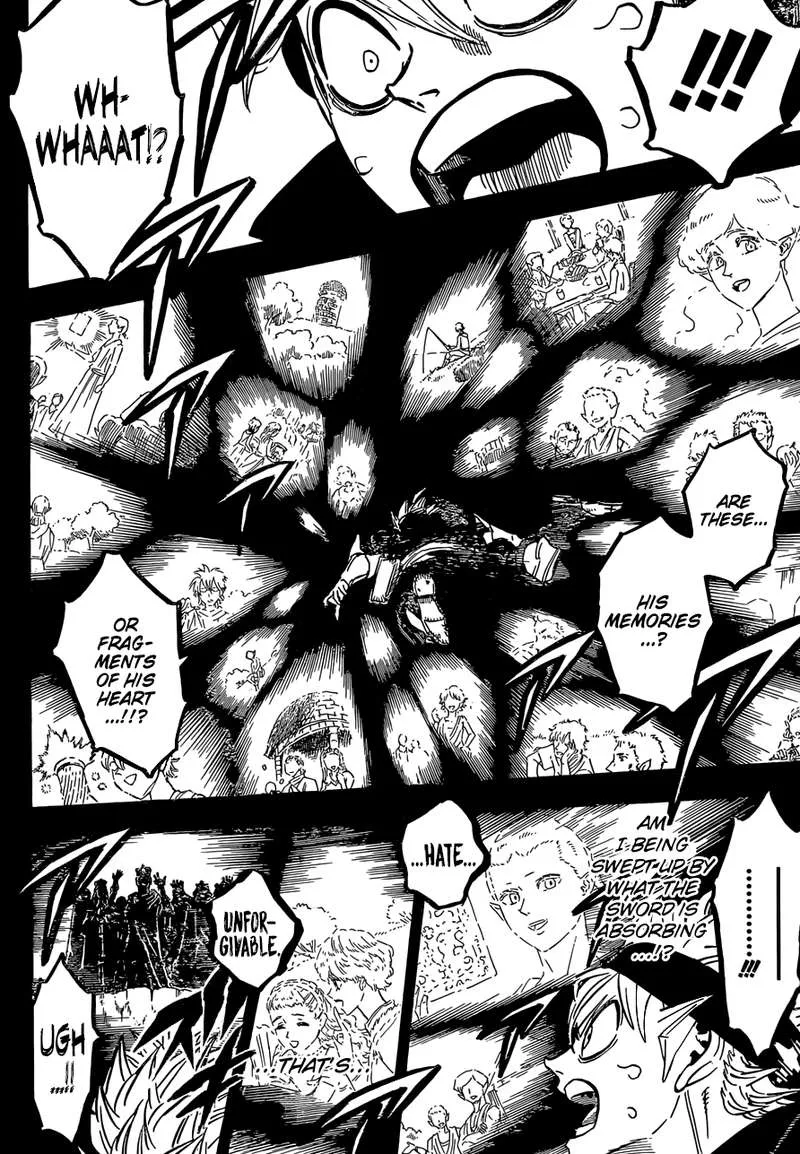 !!!
WH-
WHAAAT!?
ARE
THESE...
HIS
MEMORIES
...?
OR
FRAG-
MENTS
OF HIS
HEART
...!!?
.........!!!
AM
I BEING
SWEPT UP BY
WHAT THE
SWORD IS
ABSORBING
....!?
...HATE...
...THAT'S...
UNFOR-
GIVABLE.
UGH
!!.....